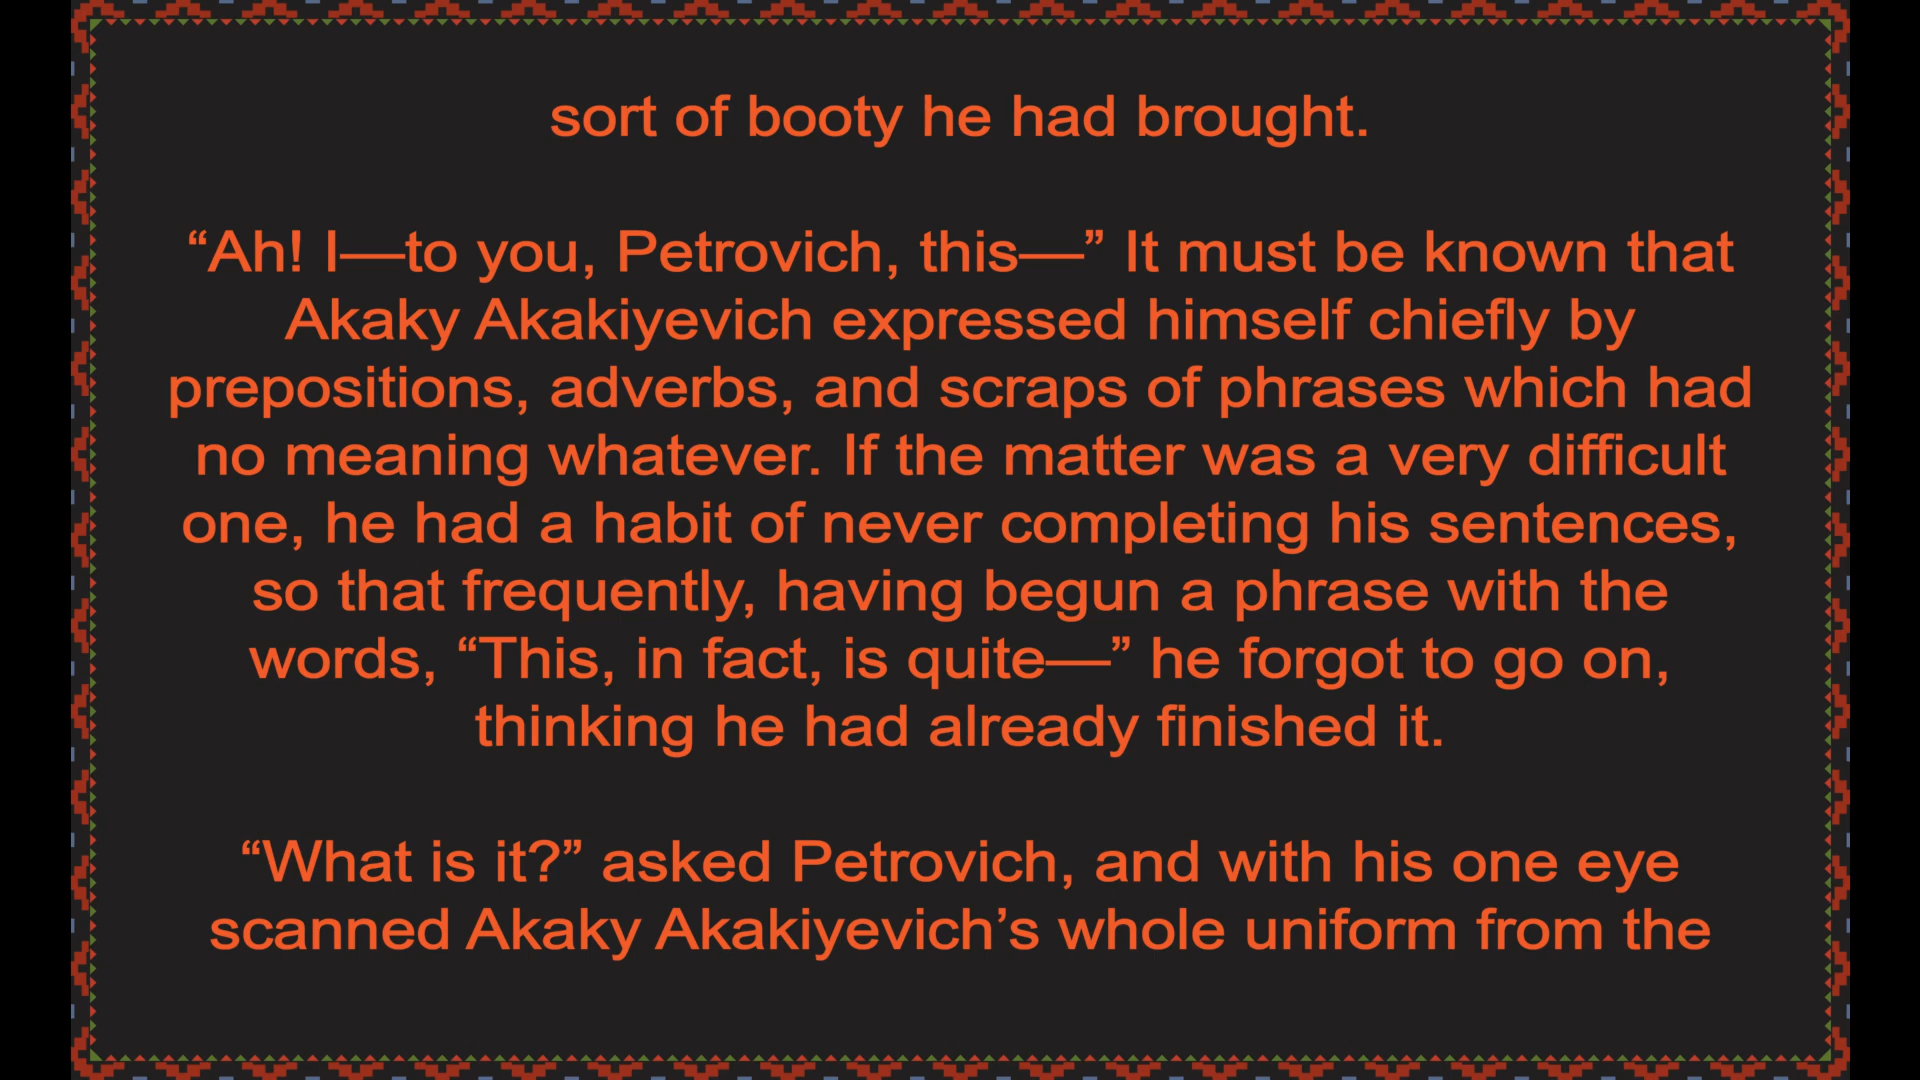 sort of booty he had brought.
“Ah! I—to you, Petrovich, this—” It must be known that
Akaky Akakiyevich expressed himself chiefly by
prepositions, adverbs, and scraps of phrases which had
no meaning whatever. If the matter was a very difficult
one, he had a habit of never completing his sentences,
so that frequently, having begun a phrase with the
words, “This, in fact, is quite—” he forgot to go on,
thinking he had already finished it.
“What is it?” asked Petrovich, and with his one eye
scanned Akaky Akakiyevich’s whole uniform from the